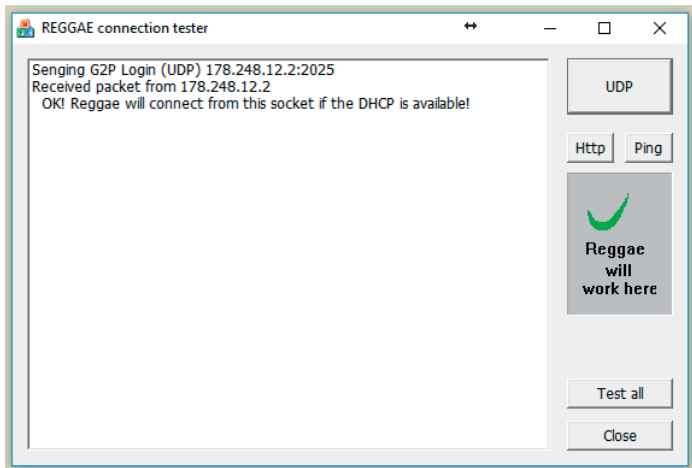 REGGAE connection tester
Senging G2P Login (UDP) 178.248.12.2:2025
Received packet from 178.248.12.2
OK! Reggae will connect from this socket if the DHCP is available!
UDP
Http
Ping
Reggae
will
work here
Test all
Close